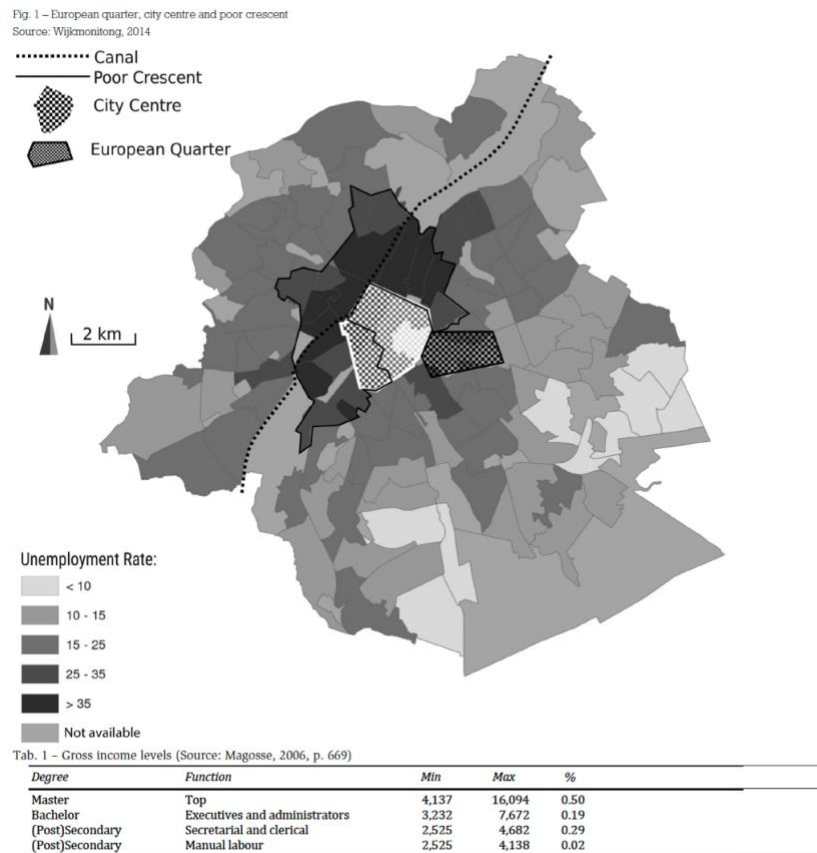 Fig. 1 – European quarter, city centre and poor crescent
Source: Wijkmonitong, 2014
Canal
Poor Crescent
City Centre
European Quarter
N
2 km
Unemployment Rate:
< 10
10 - 15
15 - 25
25 - 35
> 35
Not available
Tab. 1 – Gross income levels (Source: Magosse, 2006, p. 669)
Degree Function Min Max %
Master Top 4,137 16,094 0.50
Bachelor Executives and administrators 3,232 7,672 0.19
(Post)Secondary Secretarial and clerical 2,525 4,682 0.29
(Post)Secondary Manual labour 2,525 4,138 0.02